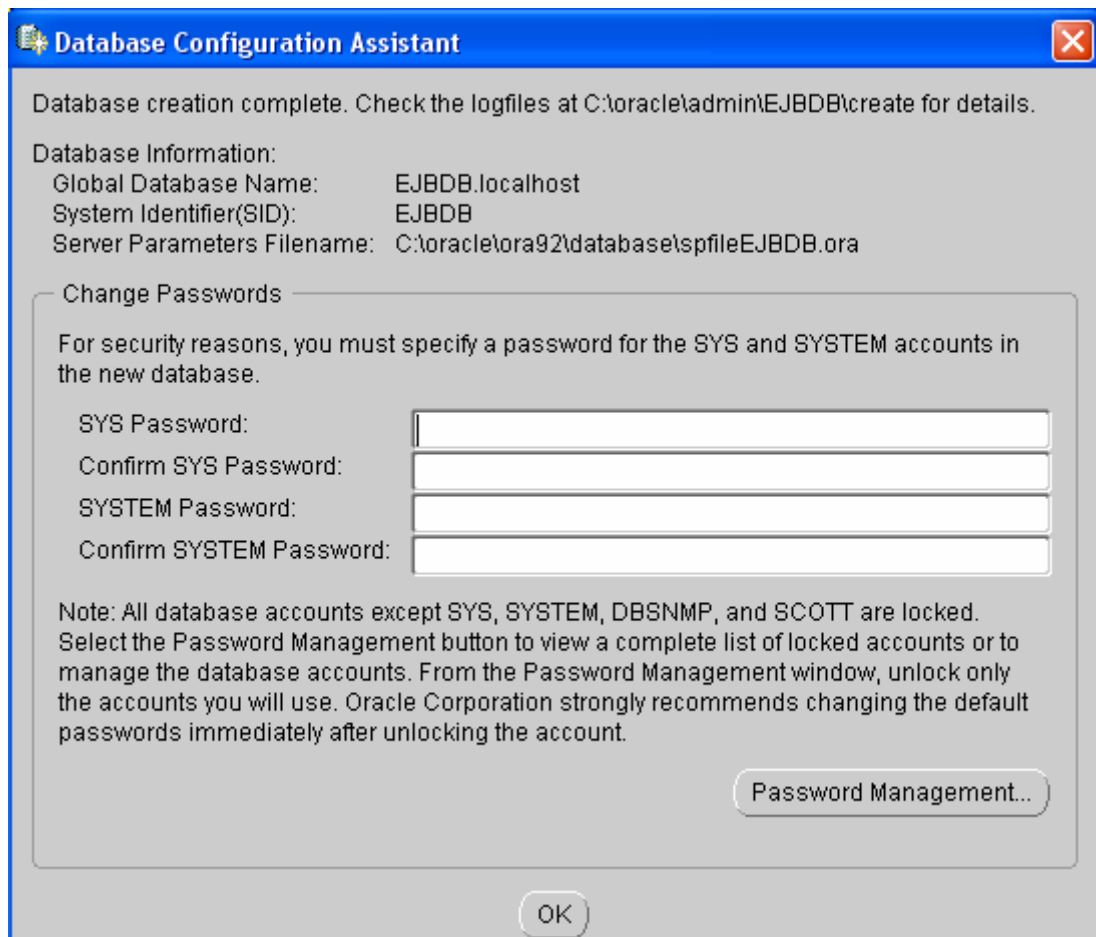 Database Configuration Assistant
Database creation complete. Check the logfiles at C:\oracle\admin\EJBDB\create for details.
Database Information:
Global Database Name: EJBDB.localhost
System Identifier(SID): EJBDB
Server Parameters Filename: C:\oracle\ora92\database\spfileEJBDB.ora
Change Passwords
For security reasons, you must specify a password for the SYS and SYSTEM accounts in
the new database.
SYS Password:
Confirm SYS Password:
SYSTEM Password:
Confirm SYSTEM Password:
Note: All database accounts except SYS, SYSTEM, DBSNMP, and SCOTT are locked.
Select the Password Management button to view a complete list of locked accounts or to
manage the database accounts. From the Password Management window, unlock only
the accounts you will use. Oracle Corporation strongly recommends changing the default
passwords immediately after unlocking the account.
Password Management...
OK